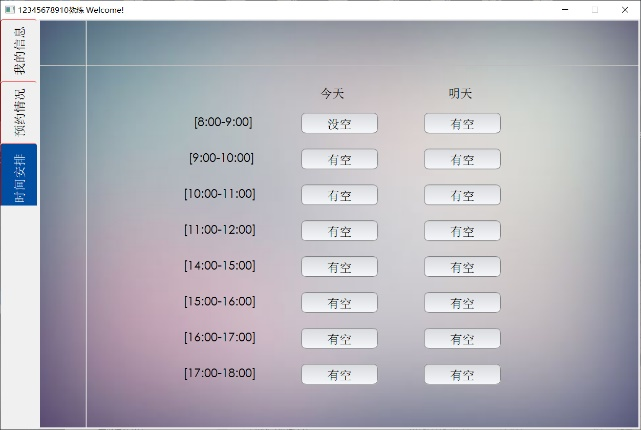 12345678910教练 Welcome!
我的信息
预约情况
时间安排
今天 明天
[8:00-9:00] 没空 有空
[9:00-10:00] 有空 有空
[10:00-11:00] 有空 有空
[11:00-12:00] 有空 有空
[14:00-15:00] 有空 有空
[15:00-16:00] 有空 有空
[16:00-17:00] 有空 有空
[17:00-18:00] 有空 有空